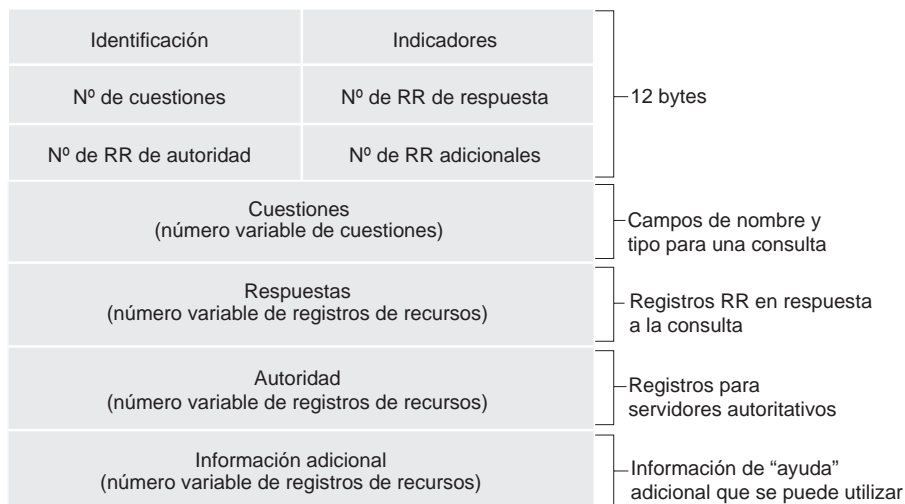 Identificación
Indicadores
Nº de cuestiones
Nº de RR de respuesta
12 bytes
Nº de RR de autoridad
Nº de RR adicionales
Cuestiones
(número variable de cuestiones)
Campos de nombre y
tipo para una consulta
Respuestas
(número variable de registros de recursos)
Registros RR en respuesta
a la consulta
Autoridad
(número variable de registros de recursos)
Registros para
servidores autoritativos
Información adicional
(número variable de registros de recursos)
Información de “ayuda”
adicional que se puede utilizar